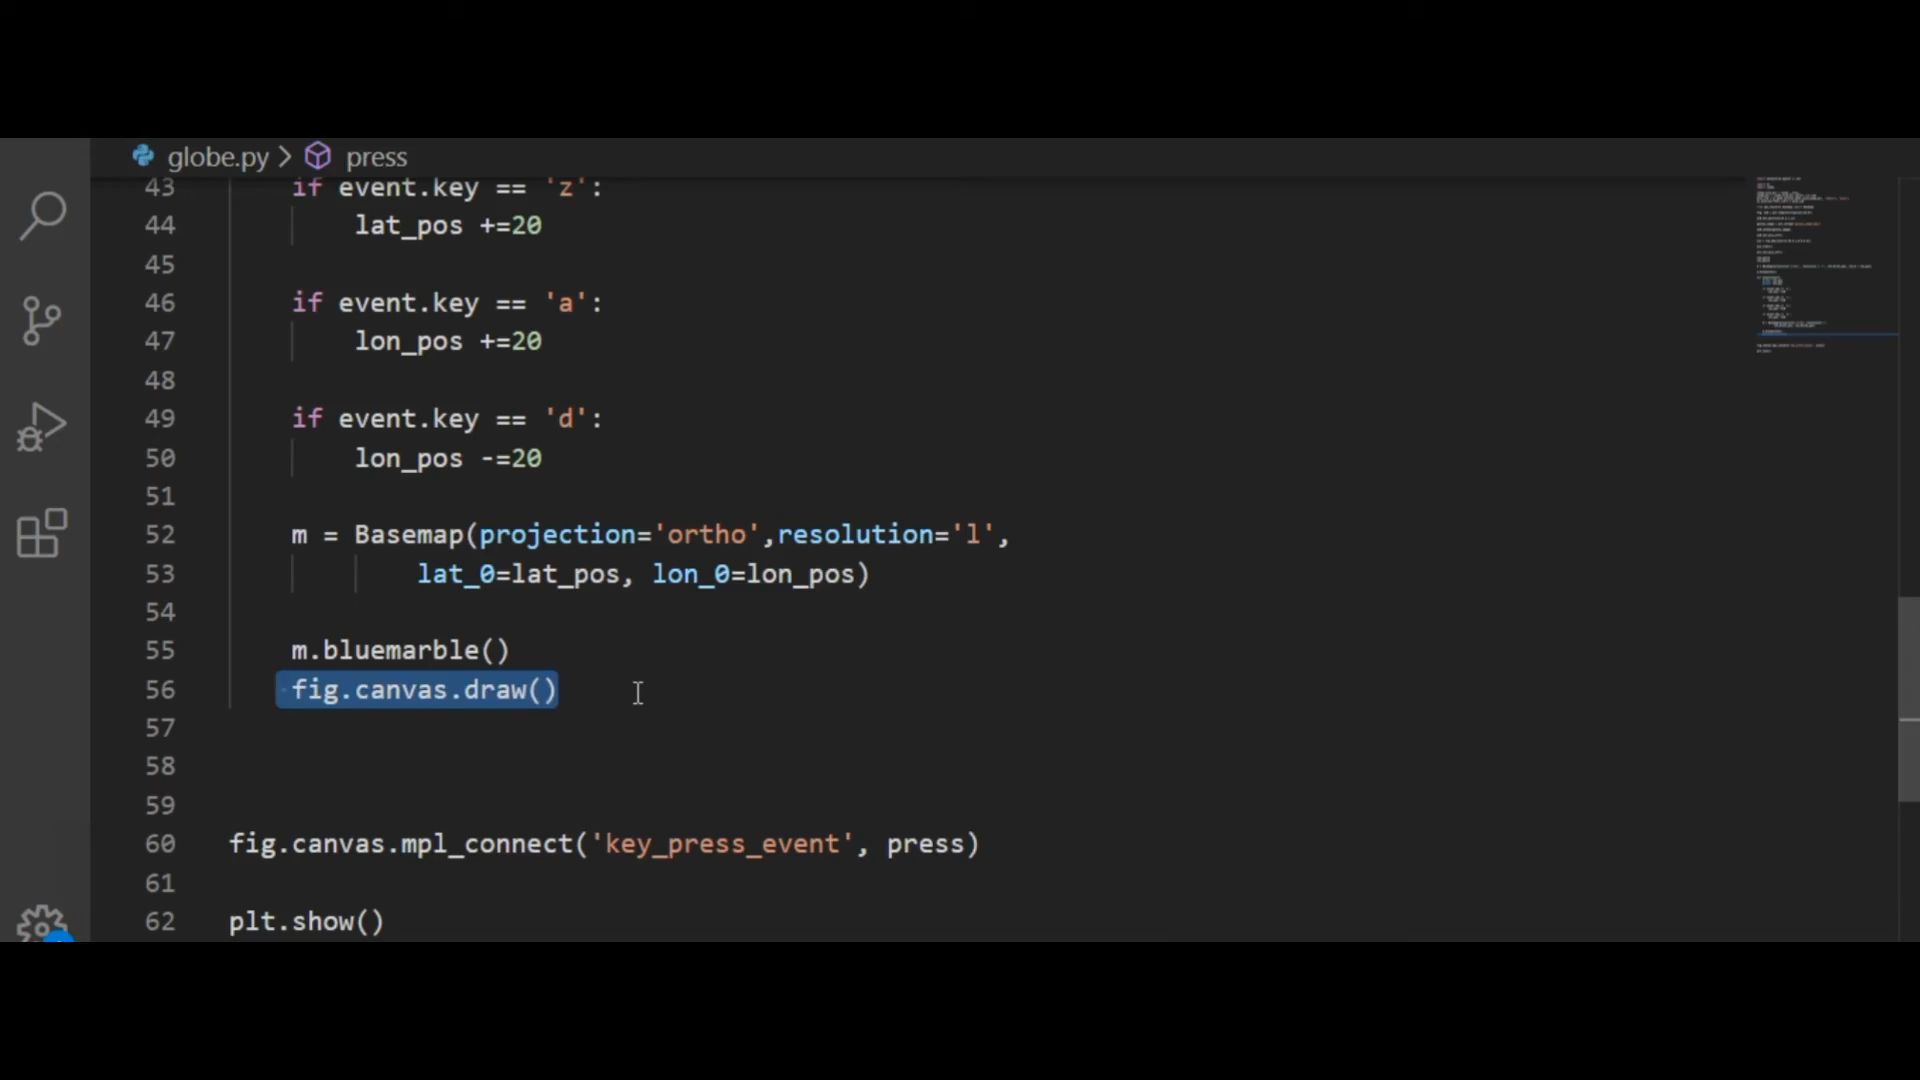 globe.py > press
43 if event.key == 'z':
44 lat_pos +=20
45
46 if event.key == 'a':
47 lon_pos +=20
48
49 if event.key == 'd':
50 lon_pos -=20
51
52 m = Basemap(projection='ortho',resolution='l',
53 lat_0=lat_pos, lon_0=lon_pos)
54
55 m.bluemarble()
56 fig.canvas.draw()
57
58
59
60 fig.canvas.mpl_connect('key_press_event', press)
61
62 plt.show()